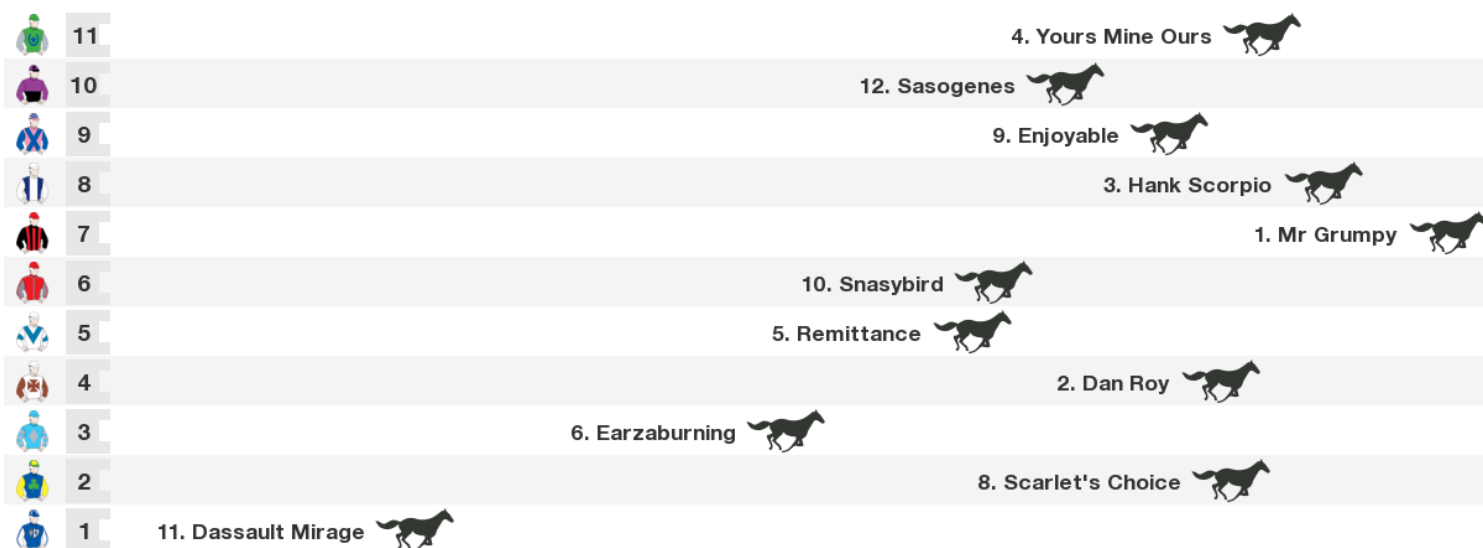 11 4. Yours Mine Ours
10 12. Sasogenes
9 9. Enjoyable
8 3. Hank Scorpio
7 1. Mr Grumpy
6 10. Snasybird
5 5. Remittance
4 2. Dan Roy
3 6. Earzaburning
2 8. Scarlet's Choice
1 11. Dassault Mirage